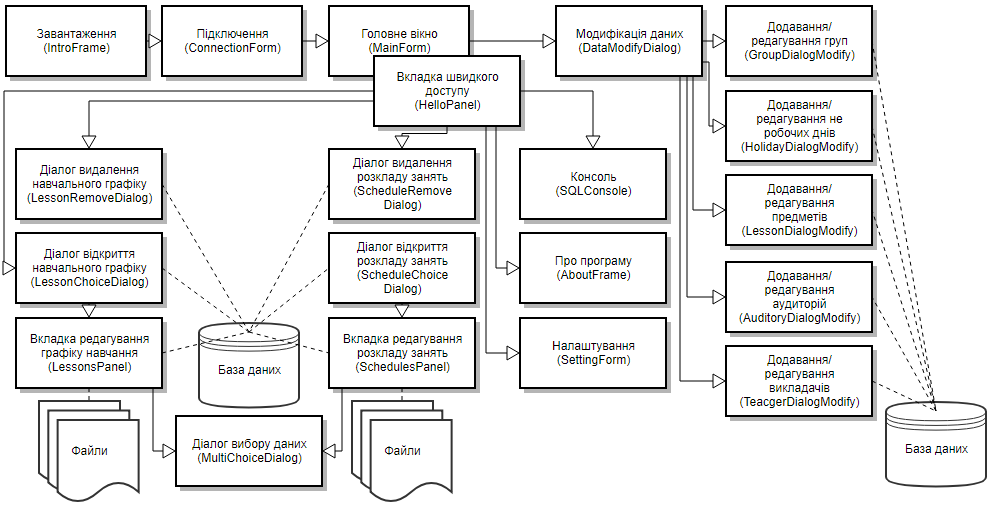 Завантаження
(IntroFrame)
Підключення
(ConnectionForm)
Головне вікно
(MainForm)
Модифікація даних
(DataModifyDialog)
Додавання/
редагування груп
(GroupDialogModify)
Вкладка швидкого
доступу
(HelloPanel)
Додавання/
редагування не
робочих днів
(HolidayDialogModify)
Діалог видалення
навчального графіку
(LessonRemoveDialog)
Діалог видалення
розкладу занять
(ScheduleRemove
Dialog)
Консоль
(SQLConsole)
Додавання/
редагування
предметів
(LessonDialogModify)
Діалог відкриття
навчального графіку
(LessonChoiceDialog)
Діалог відкриття
розкладу занять
(ScheduleChoice
Dialog)
Про програму
(AboutFrame)
Додавання/
редагування
аудиторій
(AuditoryDialogModify)
Вкладка редагування
графіку навчання
(LessonsPanel)
База даних
Вкладка редагування
розкладу занять
(SchedulesPanel)
Налаштування
(SettingForm)
Додавання/
редагування
викладачів
(TeacgerDialogModify)
Файли
Діалог вибору даних
(MultiChoiceDialog)
Файли
База даних